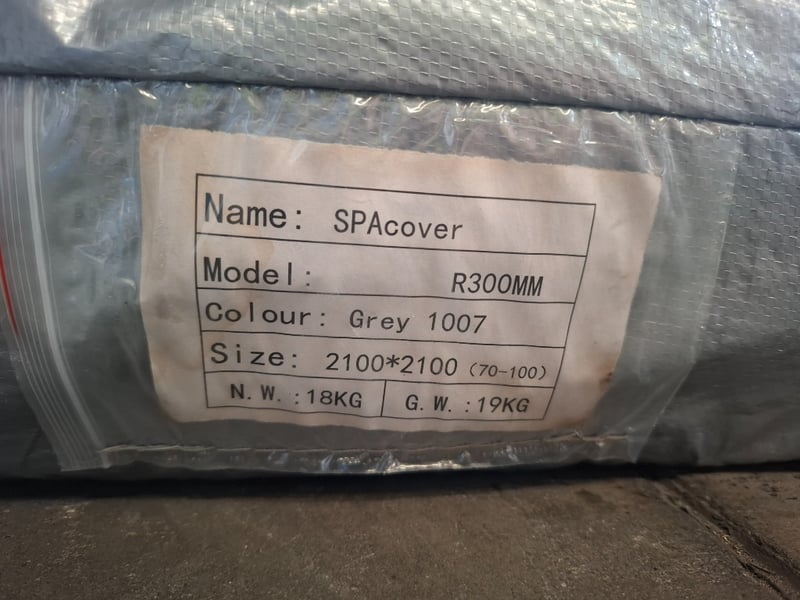 Name: SPAcover
Model: R300MM
Colour: Grey 1007
Size: 2100*2100 (70-100)
N.W.:18KG G.W.:19KG